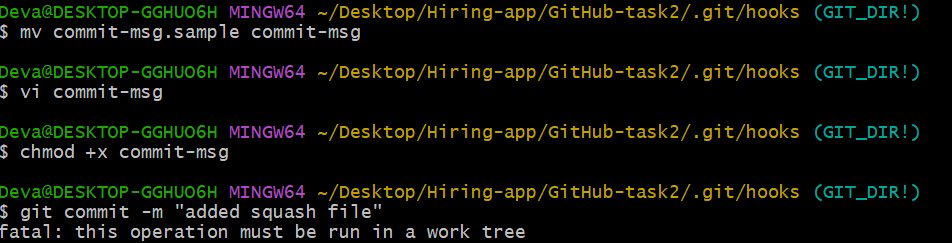 Deva@DESKTOP-GGHUO6H MINGW64 ~/Desktop/Hiring-app/GitHub-task2/.git/hooks (GIT_DIR!)
$ mv commit-msg.sample commit-msg
Deva@DESKTOP-GGHUO6H MINGW64 ~/Desktop/Hiring-app/GitHub-task2/.git/hooks (GIT_DIR!)
$ vi commit-msg
Deva@DESKTOP-GGHUO6H MINGW64 ~/Desktop/Hiring-app/GitHub-task2/.git/hooks (GIT_DIR!)
$ chmod +x commit-msg
Deva@DESKTOP-GGHUO6H MINGW64 ~/Desktop/Hiring-app/GitHub-task2/.git/hooks (GIT_DIR!)
$ git commit -m "added squash file"
fatal: this operation must be run in a work tree